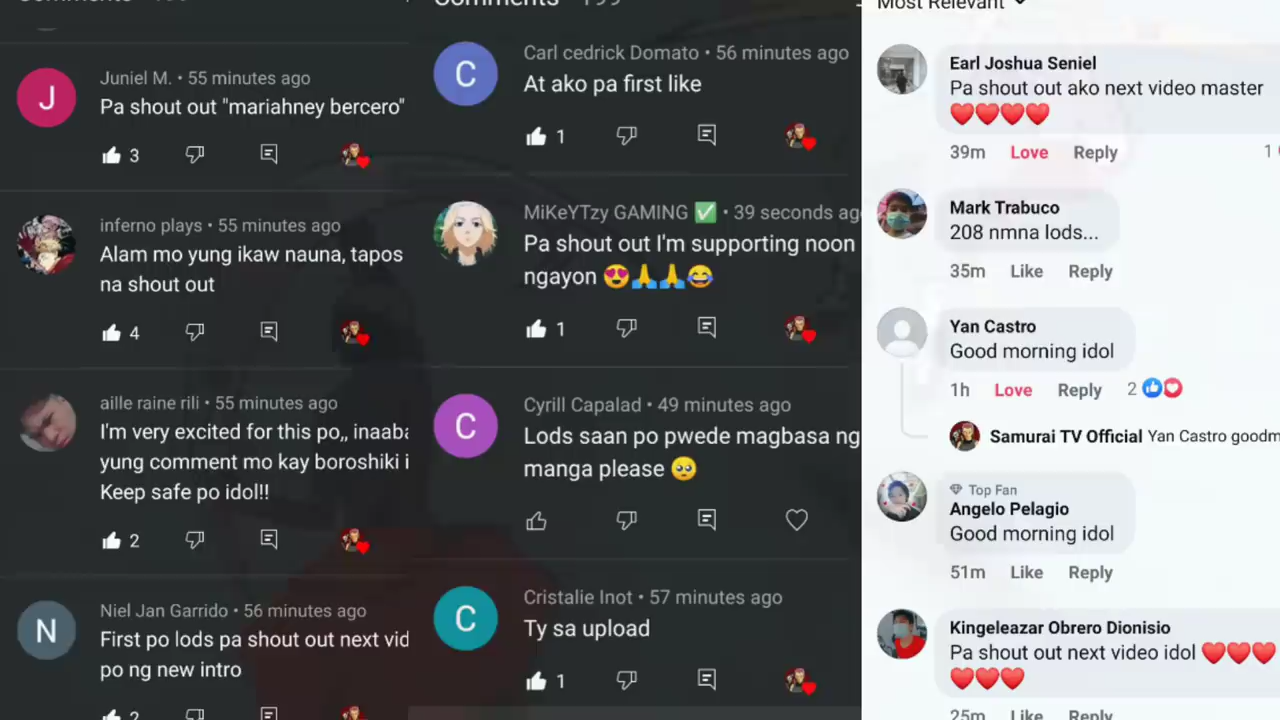 Juniel M. • 55 minutes ago
Pa shout out "mariahney bercero"
3
inferno plays • 55 minutes ago
Alam mo yung ikaw nauna, tapos
na shout out
4
aille raine rili • 55 minutes ago
I'm very excited for this po,, inaaba
yung comment mo kay boroshiki i
Keep safe po idol!!
2
N
Niel Jan Garrido • 56 minutes ago
First po lods pa shout out next vid
po ng new intro
2
J
Comments 199
C
Carl cedrick Domato • 56 minutes ago
At ako pa first like
1
MiKeYTzy GAMING ✅ • 39 seconds ag
Pa shout out I'm supporting noon
ngayon 😍🙏🙏😂
1
C
Cyrill Capalad • 49 minutes ago
Lods saan po pwede magbasa ng
manga please 🥺
C
Cristalie Inot • 57 minutes ago
Ty sa upload
1
Most Relevant
Earl Joshua Seniel
Pa shout out ako next video master
❤️❤️❤️❤️
39m Love Reply 1
Mark Trabuco
208 nmna lods...
35m Like Reply
Yan Castro
Good morning idol
1h Love Reply 2
Samurai TV Official Yan Castro goodm
Top Fan
Angelo Pelagio
Good morning idol
51m Like Reply
Kingeleazar Obrero Dionisio
Pa shout out next video idol ❤️❤️❤️
❤️❤️❤️
25m Like Reply